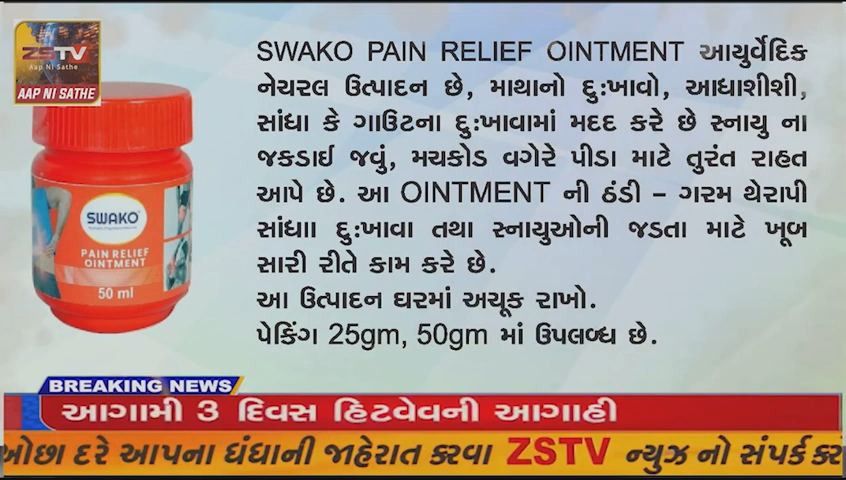 ZSTV
Aap Ni Sathe
AAP NI SATHE
SWAKO PAIN RELIEF OINTMENT આયુર્વેદિક
નેચરલ ઉત્પાદન છે, માથાનો દુઃખાવો, આધાશીશી,
સાંધા કે ગાઉટના દુઃખાવામાં મદદ કરે છે સ્નાયુ ના
જકડાઈ જવું, મચકોડ વગેરે પીડા માટે તુરંત રાહત
આપે છે. આ OINTMENT ની ઠંડી – ગરમ થેરાપી
સાંધાા દુઃખાવા તથા સ્નાયુઓની જડતા માટે ખૂબ
સારી રીતે કામ કરે છે.
આ ઉત્પાદન ઘરમાં અચૂક રાખો.
પેકિંગ 25gm, 50gm માં ઉપલબ્ધ છે.
SWAKO
PAIN RELIEF
OINTMENT
50 ml
BREAKING NEWS
આગામી 3 દિવસ હિટવેવની આગાહી
ઓછા દરે આપના ધંધાની જાહેરાત કરવા ZSTV ન્યુઝ નો સંપર્ક કર